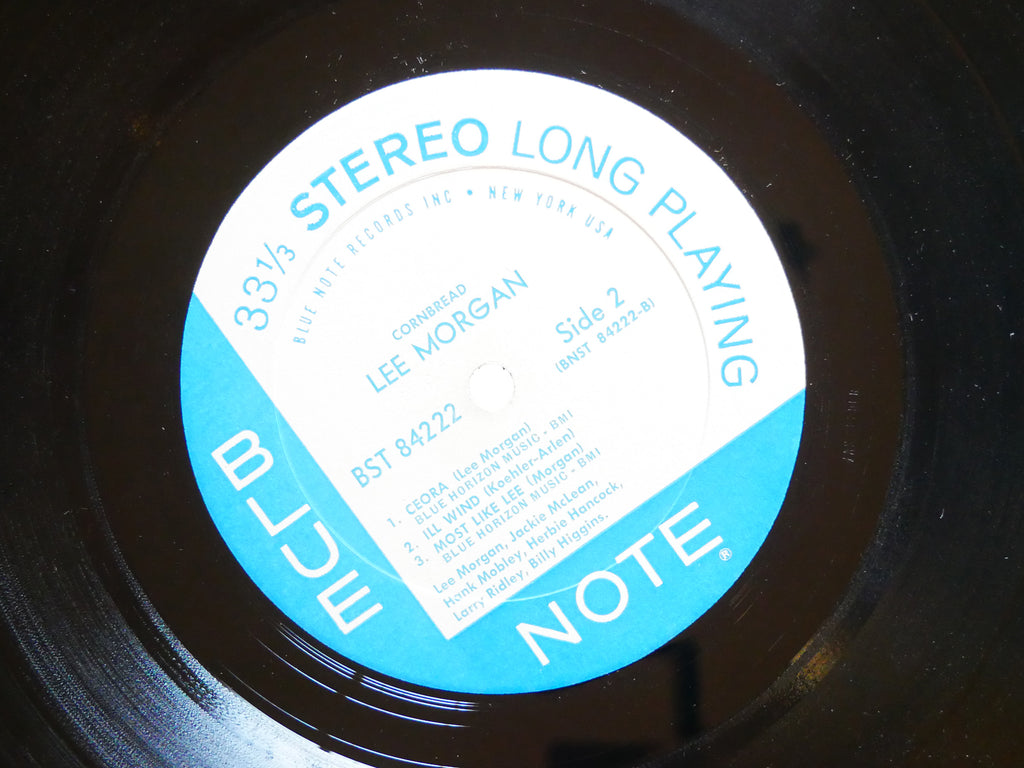 33⅓ STEREO LONG PLAYING
BLUE NOTE RECORDS INC • NEW YORK USA
CORNBREAD
LEE MORGAN
Side 2
(BNST 84222-B)
BST 84222
1. CEORA (Lee Morgan)
BLUE HORIZON MUSIC - BMI
2. ILL WIND (Koehler-Arlen)
3. MOST LIKE LEE (Morgan)
BLUE HORIZON MUSIC - BMI
Lee Morgan, Jackie McLean,
Hank Mobley, Herbie Hancock,
Larry Ridley, Billy Higgins.
BLUE NOTE®